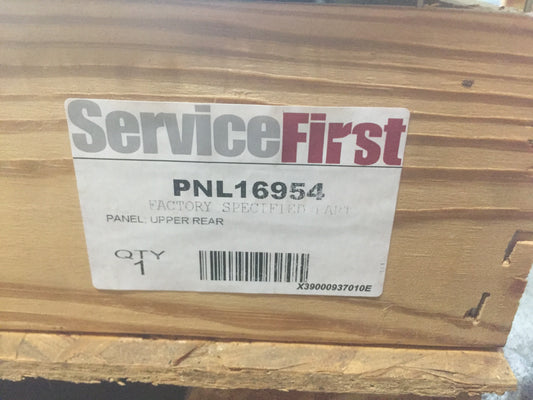 ServiceFirst
PNL16954
FACTORY SPECIFIED PART
PANEL: UPPER REAR
QTY
1
X39000937010E